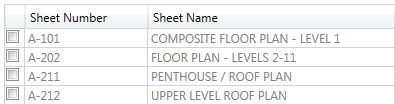 Sheet Number Sheet Name
A-101 COMPOSITE FLOOR PLAN - LEVEL 1
A-202 FLOOR PLAN - LEVELS 2-11
A-211 PENTHOUSE / ROOF PLAN
A-212 UPPER LEVEL ROOF PLAN